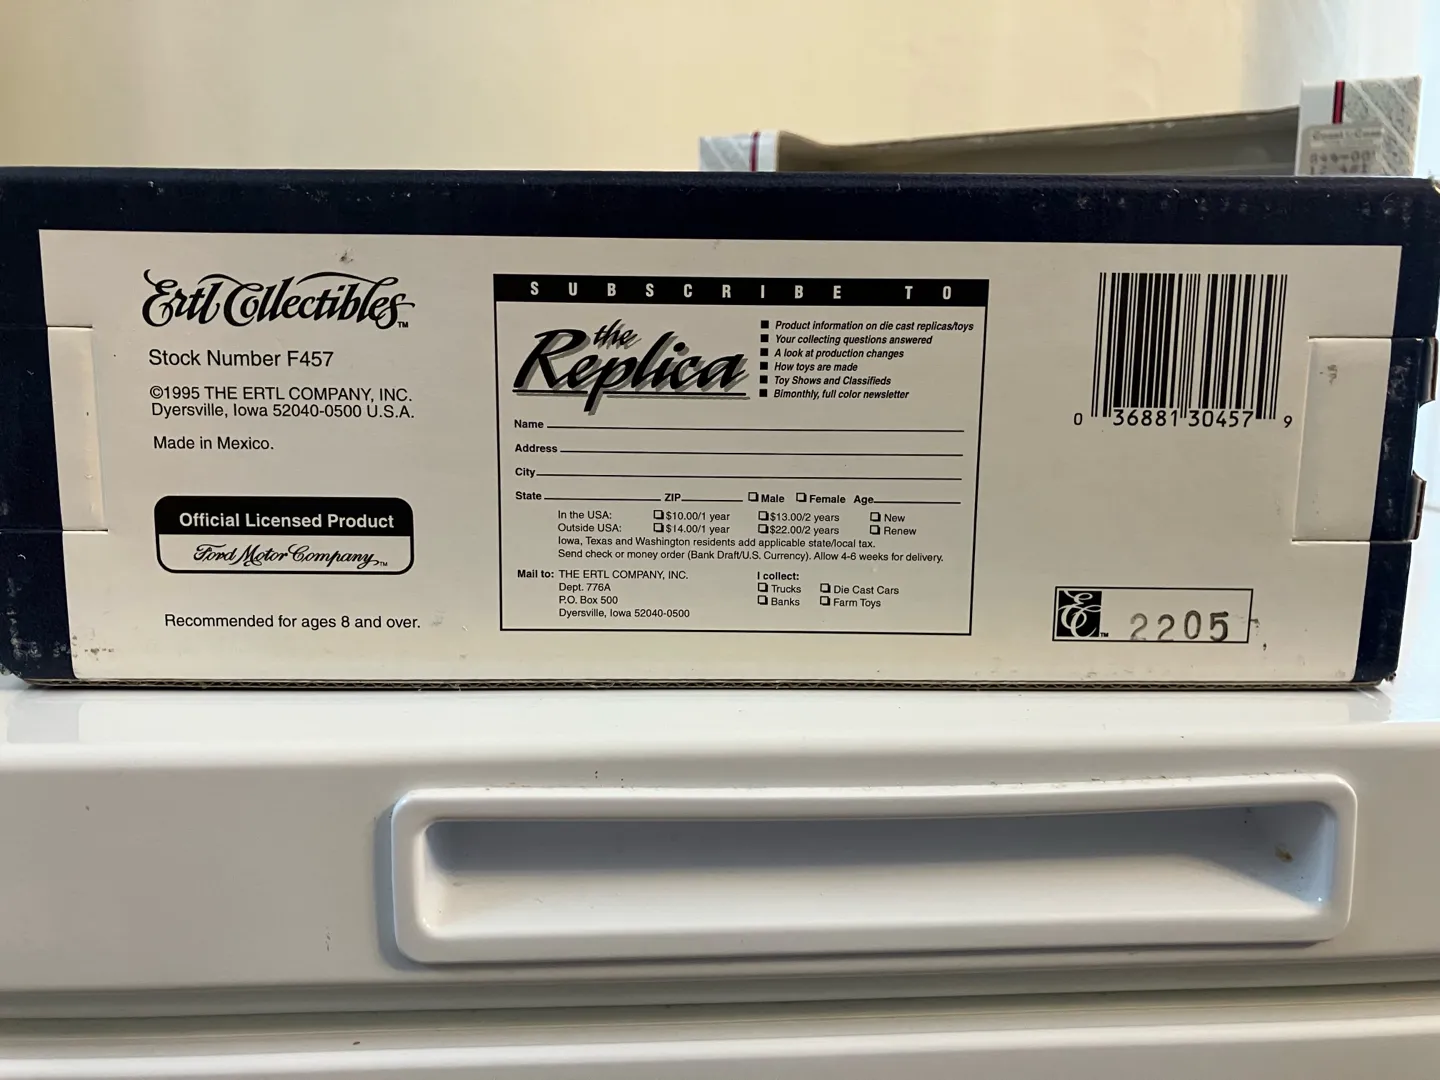 Ertl Collectibles™
Stock Number F457
©1995 THE ERTL COMPANY, INC.
Dyersville, Iowa 52040-0500 U.S.A.
Made in Mexico.
Official Licensed Product
Ford Motor Company™
Recommended for ages 8 and over.
SUBSCRIBE TO
the
Replica
■ Product information on die cast replicas/toys
■ Your collecting questions answered
■ A look at production changes
■ How toys are made
■ Toy Shows and Classifieds
■ Bimonthly, full color newsletter
Name
Address
City
State ZIP ❑ Male ❑ Female Age
In the USA: ❑ $10.00/1 year ❑ $13.00/2 years ❑ New
Outside USA: ❑ $14.00/1 year ❑ $22.00/2 years ❑ Renew
Iowa, Texas and Washington residents add applicable state/local tax.
Send check or money order (Bank Draft/U.S. Currency). Allow 4-6 weeks for delivery.
Mail to: THE ERTL COMPANY, INC.
Dept. 776A
P.O. Box 500
Dyersville, Iowa 52040-0500
I collect:
❑ Trucks ❑ Die Cast Cars
❑ Banks ❑ Farm Toys
0 36881 30457 9
EC™ 2205